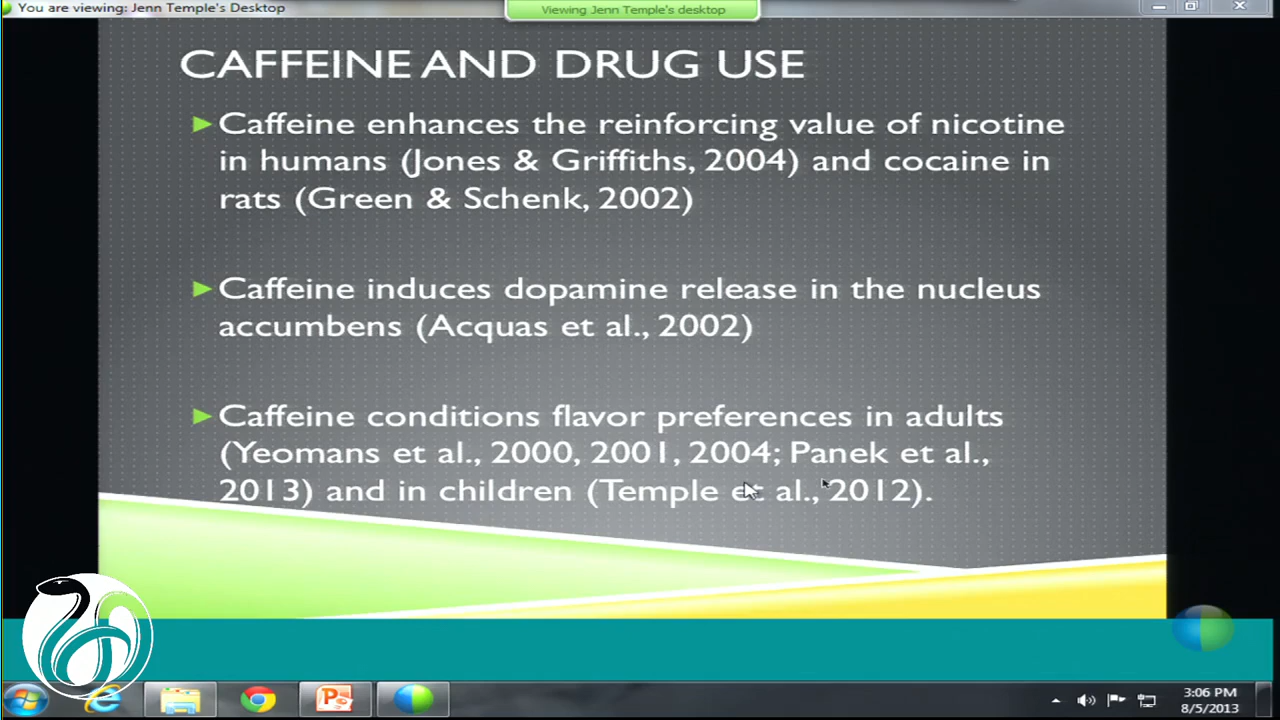 You are viewing: Jenn Temple's Desktop
Viewing Jenn Temple's desktop
CAFFEINE AND DRUG USE
Caffeine enhances the reinforcing value of nicotine
in humans (Jones & Griffiths, 2004) and cocaine in
rats (Green & Schenk, 2002)
Caffeine induces dopamine release in the nucleus
accumbens (Acquas et al., 2002)
Caffeine conditions flavor preferences in adults
(Yeomans et al., 2000, 2001, 2004; Panek et al.,
2013) and in children (Temple et al., 2012).
3:06 PM
8/5/2013